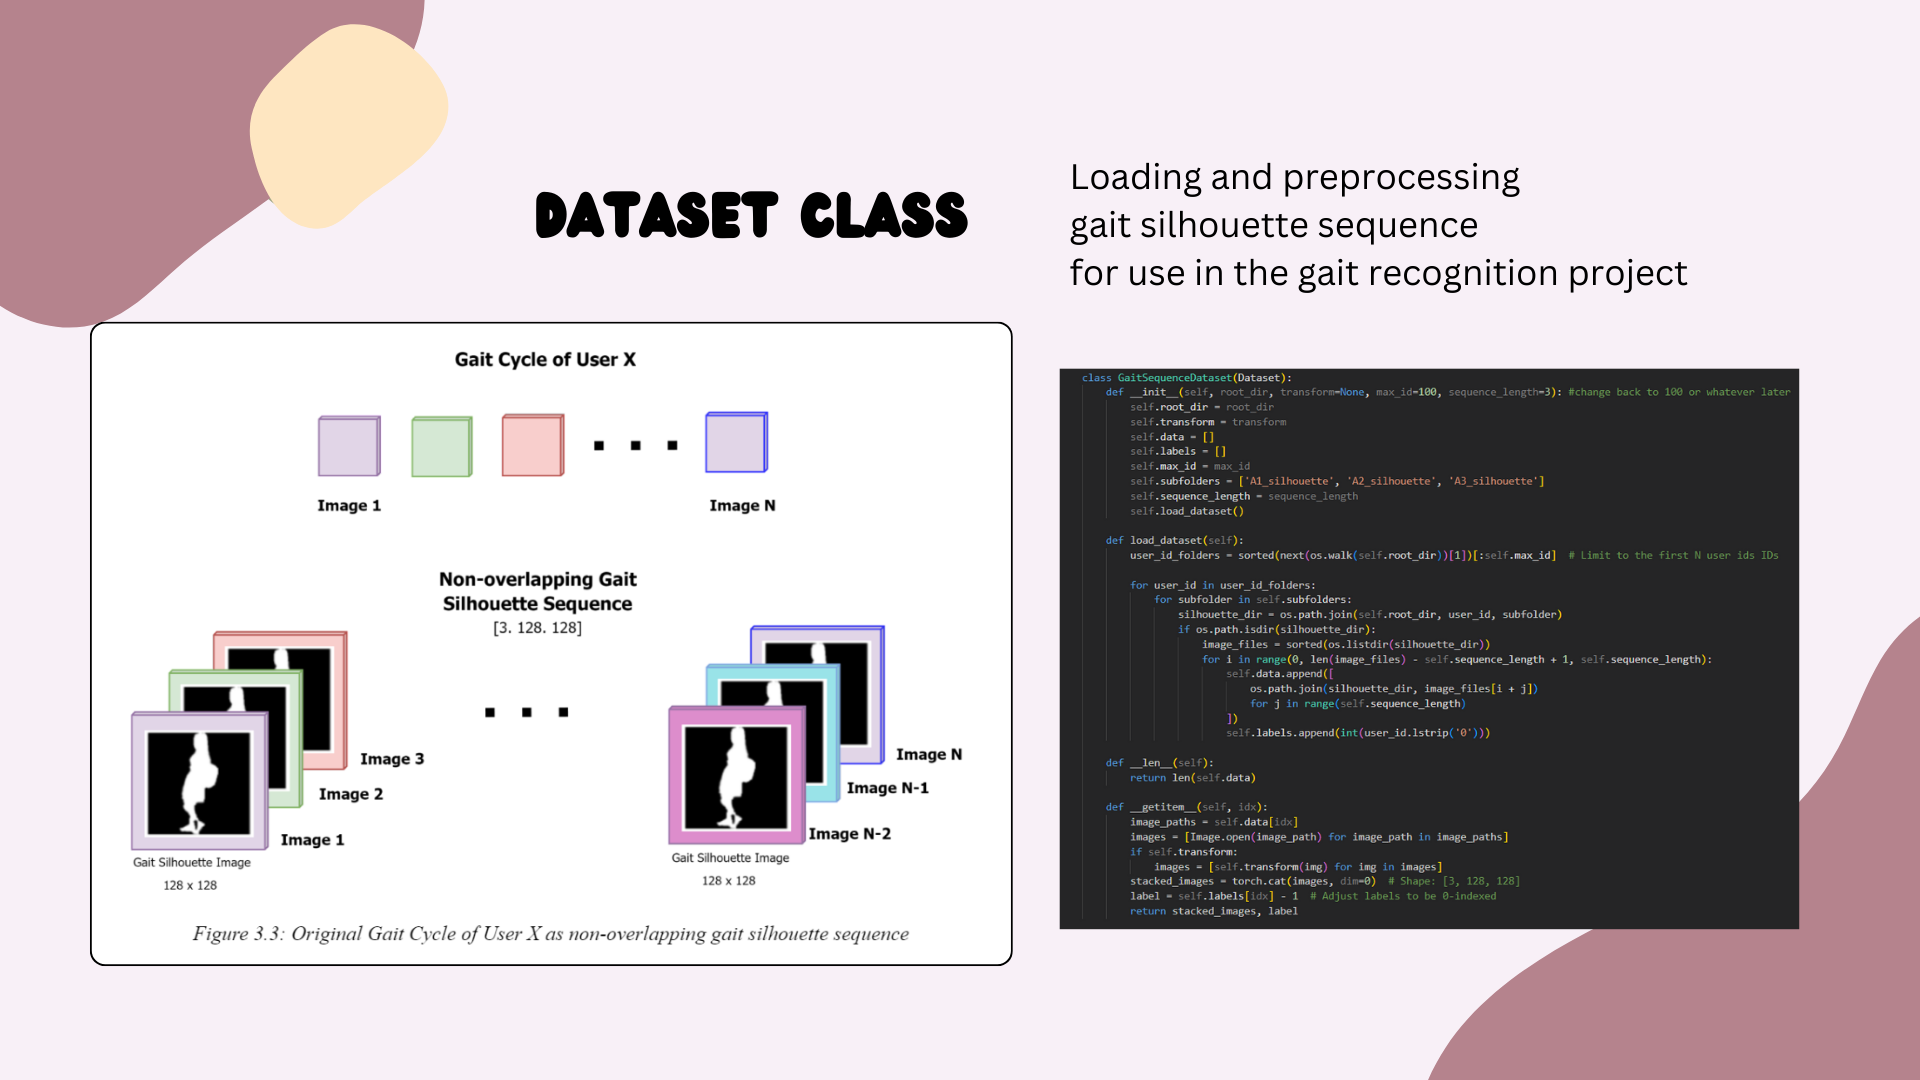 DATASET CLASS
Loading and preprocessing
gait silhouette sequence
for use in the gait recognition project
Gait Cycle of User X
Image 1
Image N
Non-overlapping Gait
Silhouette Sequence
[3. 128. 128]
Image 3
Image 2
Image 1
Gait Silhouette Image
128 x 128
Image N
Image N-1
Image N-2
Gait Silhouette Image
128 x 128
Figure 3.3: Original Gait Cycle of User X as non-overlapping gait silhouette sequence
class GaitSequenceDataset(Dataset):
def __init__(self, root_dir, transform=None, max_id=100, sequence_length=3): #change back to 100 or whatever later
self.root_dir = root_dir
self.transform = transform
self.data = []
self.labels = []
self.max_id = max_id
self.subfolders = ['A1_silhouette', 'A2_silhouette', 'A3_silhouette']
self.sequence_length = sequence_length
self.load_dataset()
def load_dataset(self):
user_id_folders = sorted(next(os.walk(self.root_dir))[1])[:self.max_id] # Limit to the first N user ids IDs
for user_id in user_id_folders:
for subfolder in self.subfolders:
silhouette_dir = os.path.join(self.root_dir, user_id, subfolder)
if os.path.isdir(silhouette_dir):
image_files = sorted(os.listdir(silhouette_dir))
for i in range(0, len(image_files) - self.sequence_length + 1, self.sequence_length):
self.data.append([
os.path.join(silhouette_dir, image_files[i + j])
for j in range(self.sequence_length)
])
self.labels.append(int(user_id.lstrip('0')))
def __len__(self):
return len(self.data)
def __getitem__(self, idx):
image_paths = self.data[idx]
images = [Image.open(image_path) for image_path in image_paths]
if self.transform:
images = [self.transform(img) for img in images]
stacked_images = torch.cat(images, dim=0) # Shape: [3, 128, 128]
label = self.labels[idx] - 1 # Adjust labels to be 0-indexed
return stacked_images, label